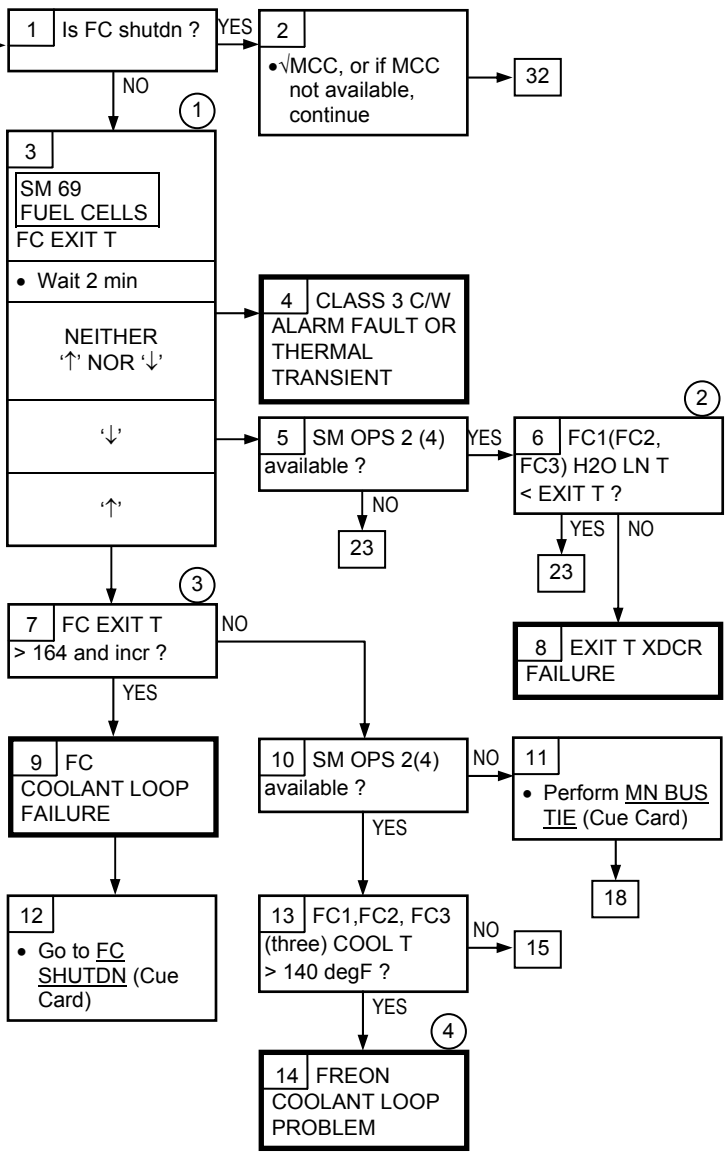 1 Is FC shutdn ?
YES
NO
2
•√MCC, or if MCC
not available,
continue
32
1
3
SM 69
FUEL CELLS
FC EXIT T
• Wait 2 min
NEITHER
‘↑’ NOR ‘↓’
‘↓’
‘↑’
4 CLASS 3 C/W
ALARM FAULT OR
THERMAL
TRANSIENT
5 SM OPS 2 (4)
available ?
YES
NO
23
2
6 FC1(FC2,
FC3) H2O LN T
< EXIT T ?
YES
NO
23
8 EXIT T XDCR
FAILURE
3
7 FC EXIT T
> 164 and incr ?
NO
YES
9 FC
COOLANT LOOP
FAILURE
12
• Go to FC
SHUTDN (Cue
Card)
10 SM OPS 2(4)
available ?
NO
YES
11
• Perform MN BUS
TIE (Cue Card)
18
13 FC1,FC2, FC3
(three) COOL T
> 140 degF ?
NO
15
YES
4
14 FREON
COOLANT LOOP
PROBLEM